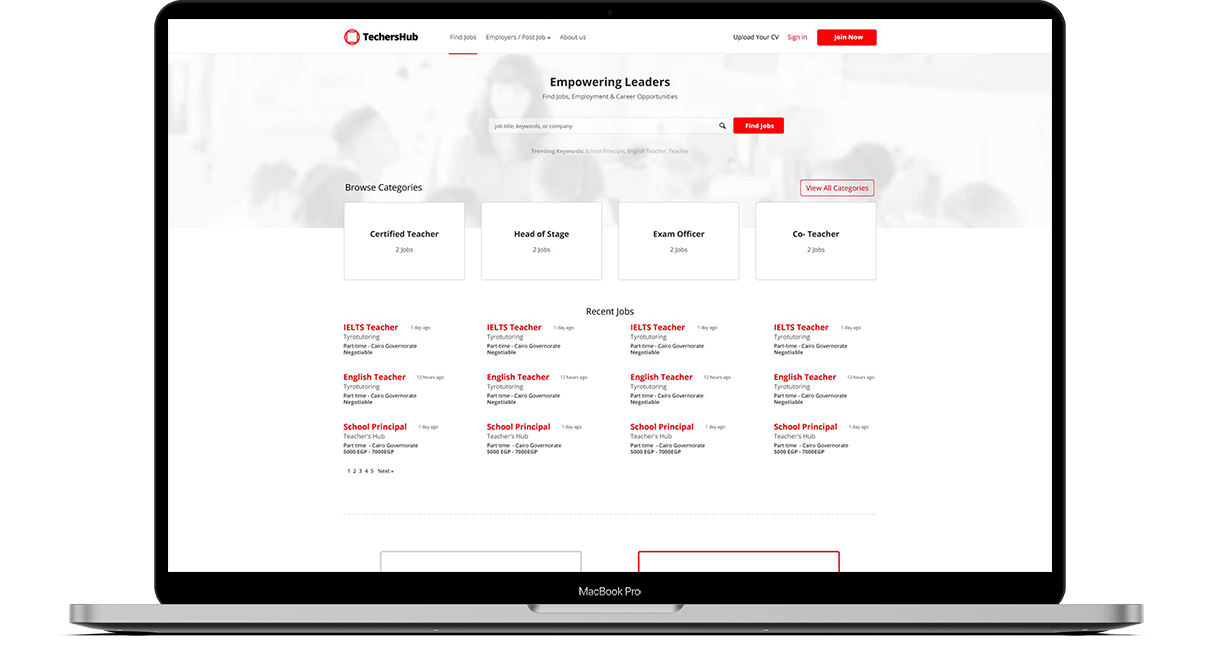 TechersHub
Find Jobs Employers / Post Job About us Upload Your CV Sign In Join Now
Empowering Leaders
Find Jobs, Employment & Career Opportunities
job title, keywords, or company Find Jobs
Trending Keywords: School Principle, English Teacher, Teacher
Browse Categories View All Categories
Certified Teacher Head of Stage Exam Officer Co- Teacher
2 Jobs 2 Jobs 2 Jobs 2 Jobs
Recent Jobs
IELTS Teacher 1 day ago IELTS Teacher 1 day ago IELTS Teacher 1 day ago IELTS Teacher 1 day ago
Tyrotutoring Tyrotutoring Tyrotutoring Tyrotutoring
Part-time - Cairo Governorate Part-time - Cairo Governorate Part-time - Cairo Governorate Part-time - Cairo Governorate
Negotiable Negotiable Negotiable Negotiable
English Teacher 12 hours ago English Teacher 12 hours ago English Teacher 12 hours ago English Teacher 12 hours ago
Tyrotutoring Tyrotutoring Tyrotutoring Tyrotutoring
Part time - Cairo Governorate Part time - Cairo Governorate Part time - Cairo Governorate Part time - Cairo Governorate
Negotiable Negotiable Negotiable Negotiable
School Principal 1 day ago School Principal 1 day ago School Principal 1 day ago School Principal 1 day ago
Teacher's Hub Teacher's Hub Teacher's Hub Teacher's Hub
Part time - Cairo Governorate Part time - Cairo Governorate Part time - Cairo Governorate Part time - Cairo Governorate
5000 EGP - 7000EGP 5000 EGP - 7000EGP 5000 EGP - 7000EGP 5000 EGP - 7000EGP
1 2 3 4 5 Next »
MacBook Pro